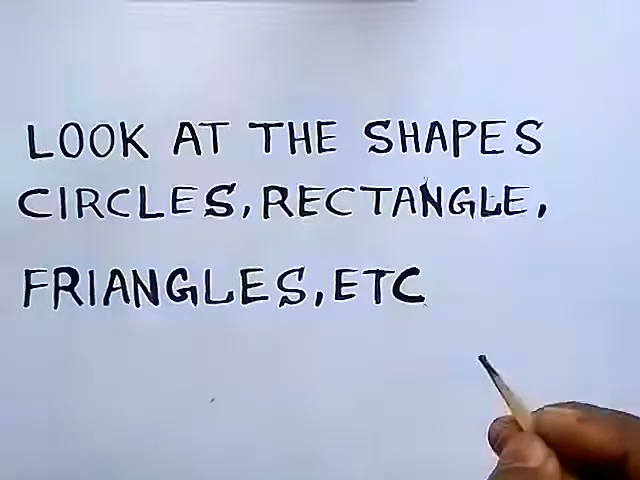 LOOK AT THE SHAPES
CIRCLES, RECTANGLE,
FRIANGLES, ETC